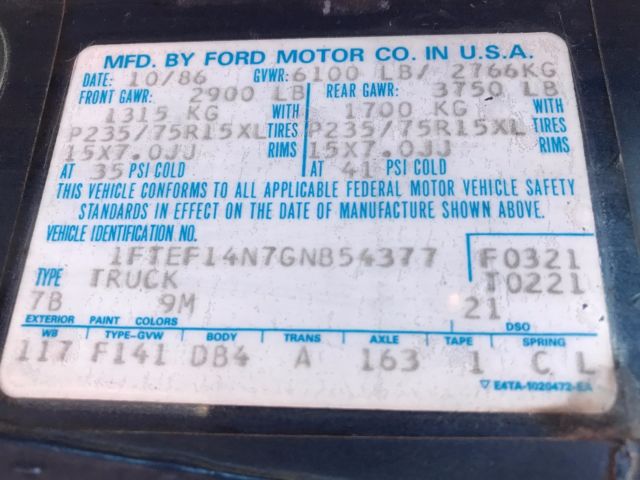 MFD. BY FORD MOTOR CO. IN U.S.A.
DATE: 10/86 GVWR: 6100 LB/ 2766KG
FRONT GAWR: 2900 LB REAR GAWR: 3750 LB
1315 KG WITH 1700 KG WITH
P235/75R15XL TIRES P235/75R15XL TIRES
15X7.0JJ RIMS 15X7.0JJ RIMS
AT 35 PSI COLD AT 41 PSI COLD
THIS VEHICLE CONFORMS TO ALL APPLICABLE FEDERAL MOTOR VEHICLE SAFETY
STANDARDS IN EFFECT ON THE DATE OF MANUFACTURE SHOWN ABOVE.
VEHICLE IDENTIFICATION NO.
1FTEF14N7GNB54377 F0321
TYPE TRUCK T0221
7B 9M 21
EXTERIOR PAINT COLORS DSO
WB TYPE-GVW BODY TRANS AXLE TAPE SPRING
117 F141 DB4 A 163 1 C L
E4TA-1020472-EA